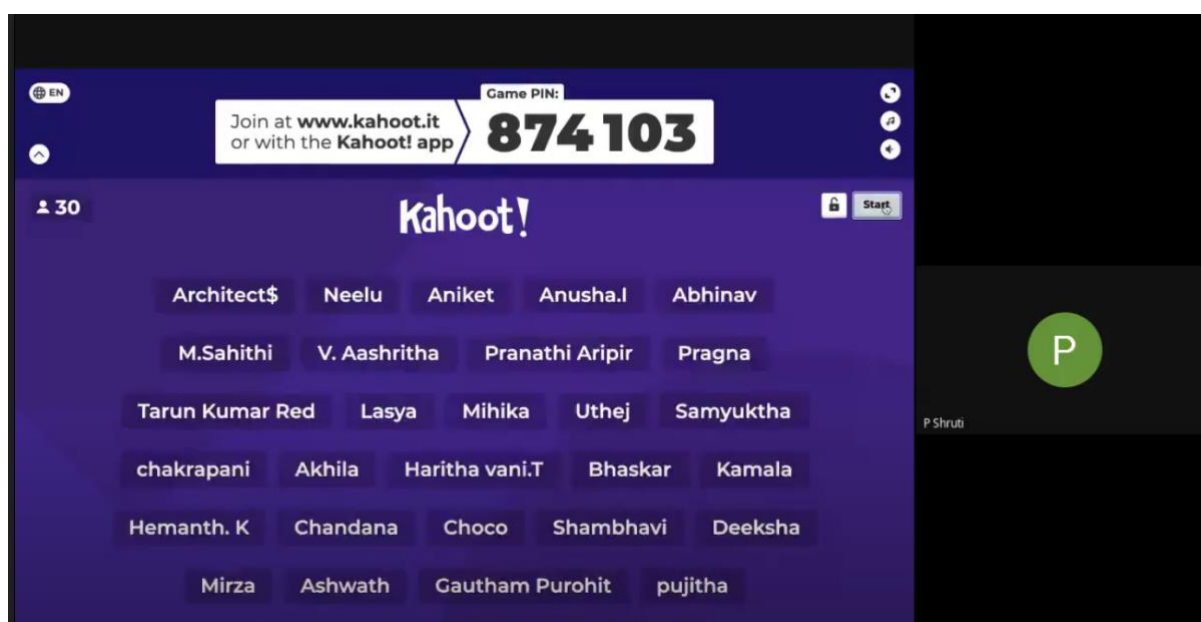 EN
Game PIN:
Join at www.kahoot.it
or with the Kahoot! app
874 103
30
Kahoot!
Start
Architect$ Neelu Aniket Anusha.I Abhinav
M.Sahithi V. Aashritha Pranathi Aripir Pragna
Tarun Kumar Red Lasya Mihika Uthej Samyuktha
chakrapani Akhila Haritha vani.T Bhaskar Kamala
Hemanth. K Chandana Choco Shambhavi Deeksha
Mirza Ashwath Gautham Purohit pujitha
P
P Shruti